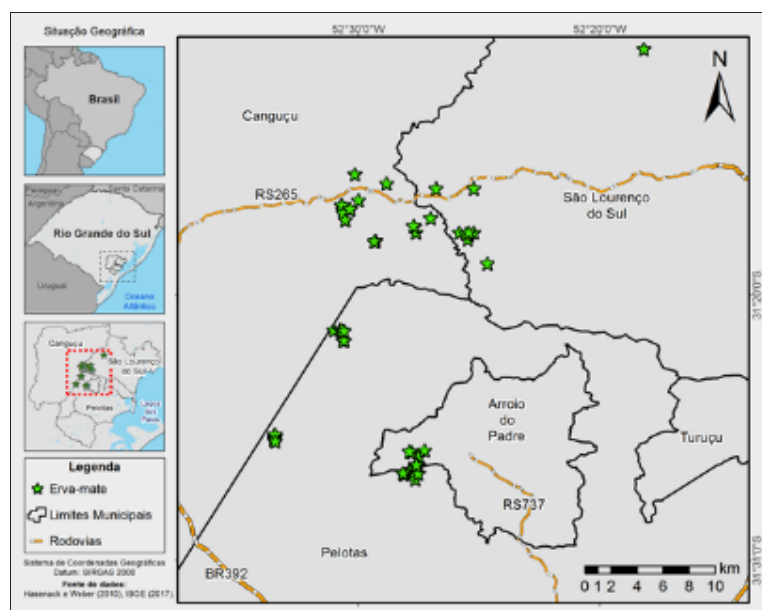 Situação Geográfica
Brasil
Paraguay
Santa Catarina
Argentina
Rio Grande do Sul
Uruguai
Oceano
Atlântico
Canguçu
São Lourenço
do Sul
Pelotas
Lagoa
dos Patos
Legenda
Erva-mate
Limites Municipais
Rodovias
Sistema de Coordenadas Geográficas
Datum: SIRGAS 2000
Fonte de dados:
Hasenack e Weber (2010), IBGE (2017).
52°30'0"W
52°20'0"W
N
Canguçu
RS265
São Lourenço
do Sul
31°20'0"S
Arroio
do
Padre
Turuçu
RS737
Pelotas
BR392
km
0 1 2 4 6 8 10